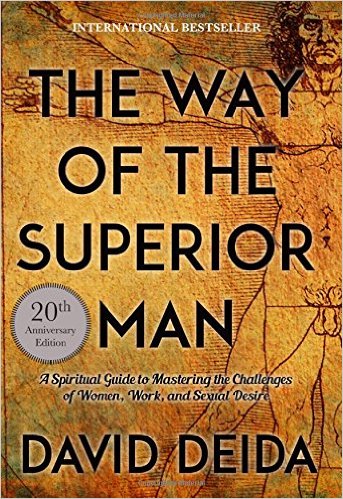 INTERNATIONAL BESTSELLER
THE WAY
OF THE
SUPERIOR
MAN
20th
Anniversary
Edition
A Spiritual Guide to Mastering the Challenges
of Women, Work, and Sexual Desire
DAVID DEIDA